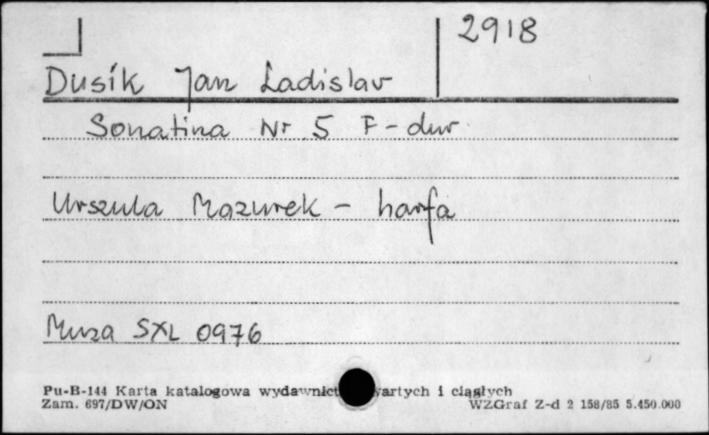 2918
Dusík Jan Ladislav
Sonatina Nr 5 F-dur
Urszula Mazurek - harfa
Muza SXL 0976
Pu-B-144 Karta katalogowa wydawnict wartych i ciągłych
Zam. 697/DW/ON WZGraf Z-d 2 158/85 5.450.000